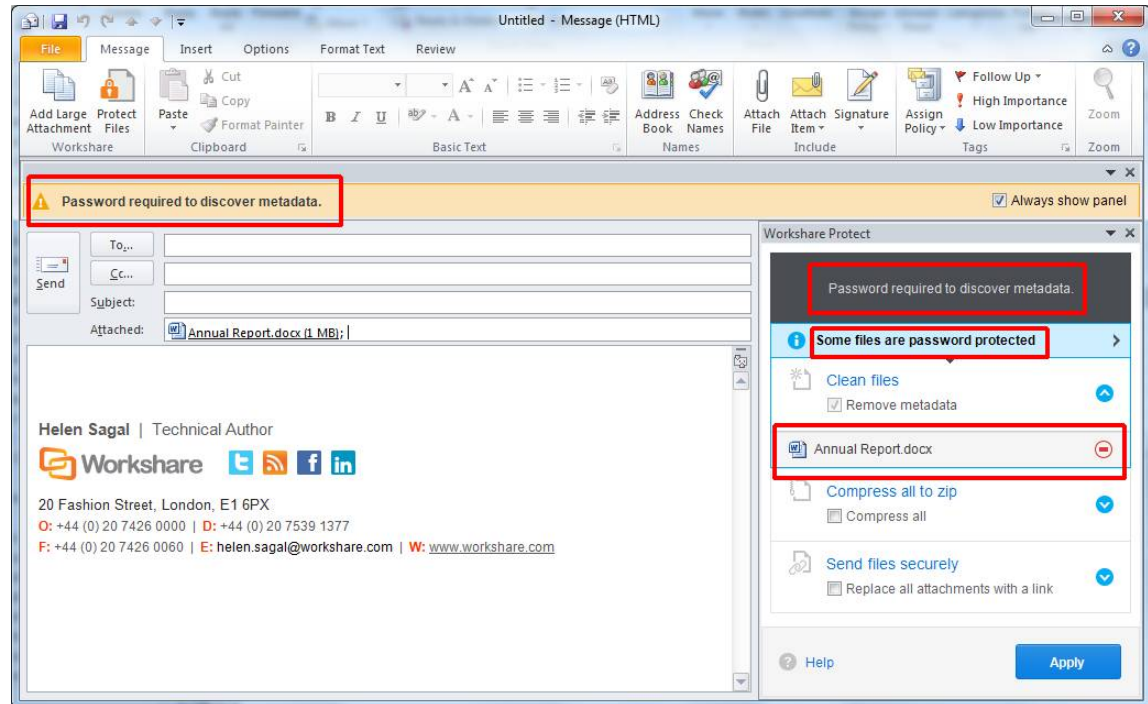 Untitled - Message (HTML)
File Message Insert Options Format Text Review
Add Large Attachment
Protect Files
Workshare
Paste
Cut
Copy
Format Painter
Clipboard
B I U
Basic Text
Address Book
Check Names
Names
Attach File
Attach Item
Signature
Include
Assign Policy
Follow Up
High Importance
Low Importance
Tags
Zoom
Zoom
Password required to discover metadata.
Always show panel
Send
To...
Cc...
Subject:
Attached: Annual Report.docx (1 MB);
Helen Sagal | Technical Author
Workshare
20 Fashion Street, London, E1 6PX
O: +44 (0) 20 7426 0000 | D: +44 (0) 20 7539 1377
F: +44 (0) 20 7426 0060 | E: helen.sagal@workshare.com | W: www.workshare.com
Workshare Protect
Password required to discover metadata.
Some files are password protected
Clean files
Remove metadata
Annual Report.docx
Compress all to zip
Compress all
Send files securely
Replace all attachments with a link
Help
Apply